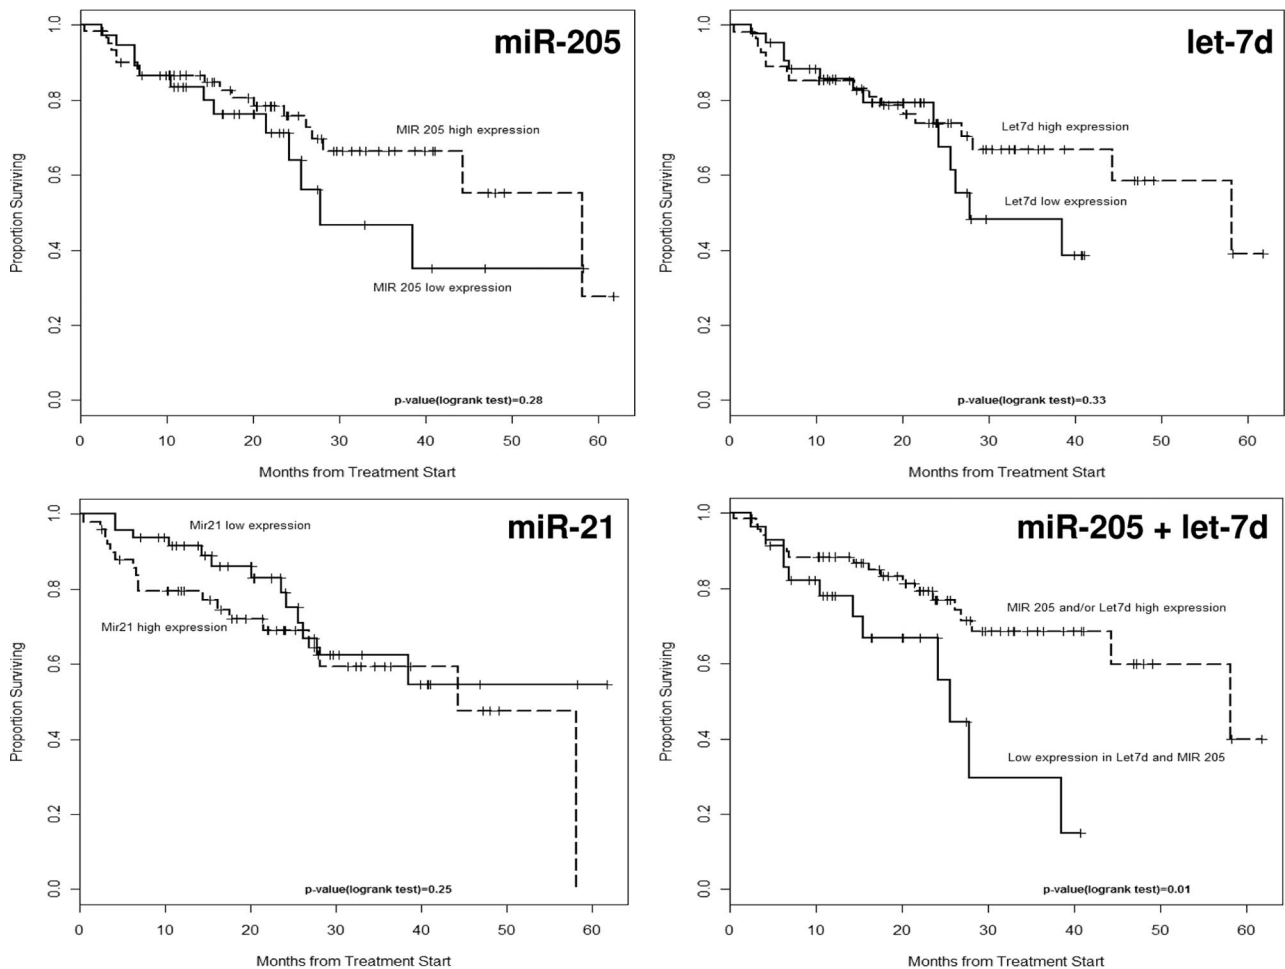 miR-205
1.0
0.8
0.6
0.4
0.2
0.0
Proportion Surviving
MIR 205 high expression
MIR 205 low expression
p-value(logrank test)=0.28
0 10 20 30 40 50 60
Months from Treatment Start
let-7d
1.0
0.8
0.6
0.4
0.2
0.0
Proportion Surviving
Let7d high expression
Let7d low expression
p-value(logrank test)=0.33
0 10 20 30 40 50 60
Months from Treatment Start
miR-21
1.0
0.8
0.6
0.4
0.2
0.0
Proportion Surviving
Mir21 low expression
Mir21 high expression
p-value(logrank test)=0.25
0 10 20 30 40 50 60
Months from Treatment Start
miR-205 + let-7d
1.0
0.8
0.6
0.4
0.2
0.0
Proportion Surviving
MIR 205 and/or Let7d high expression
Low expression in Let7d and MIR 205
p-value(logrank test)=0.01
0 10 20 30 40 50 60
Months from Treatment Start